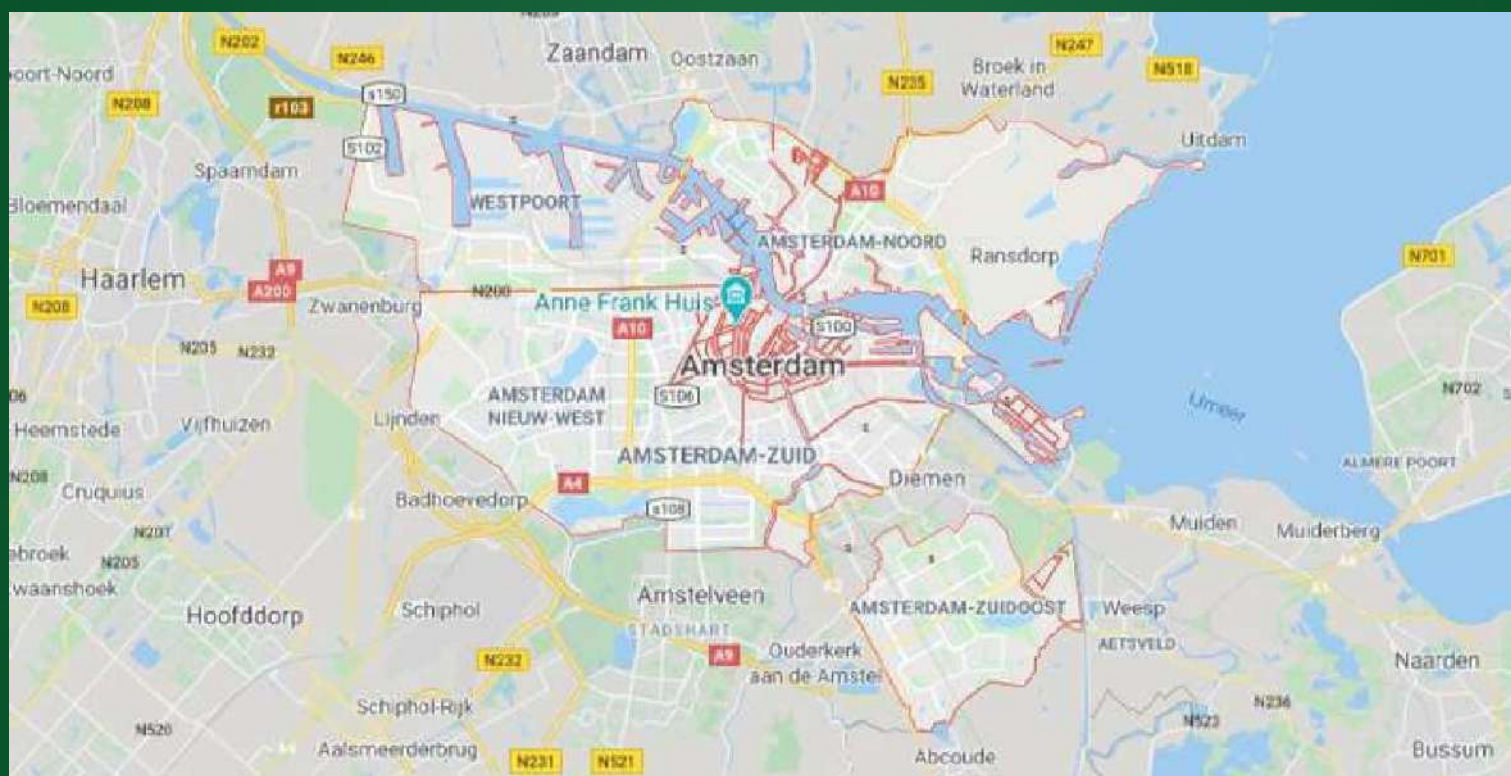 N203
N202
N246
Zaandam
Oostzaan
N247
N518
oort-Noord
N208
r103
s150
N235
Broek in
Waterland
S102
Uitdam
Spaarndam
A10
Bloemendaal
WESTPOORT
AMSTERDAM-NOORD
Ransdorp
N701
Haarlem
A9
A200
N208
Zwanenburg
N200
Anne Frank Huis
A10
S100
N205
N232
Amsterdam
N702
IJmeer
06
Heemstede
Vijfhuizen
Lijnden
AMSTERDAM
NIEUW-WEST
S106
s
AMSTERDAM-ZUID
ALMERE POORT
N208
Cruquius
Badhoevedorp
A4
s108
Diemen
N201
Muiden
Muiderberg
ebroek
N205
waanshoek
Hoofddorp
Schiphol
Amstelveen
STADSHART
AMSTERDAM-ZUIDOOST
Weesp
AETSVELD
N232
A9
Ouderkerk
aan de Amstel
Naarden
Schiphol-Rijk
N520
N523
N236
Aalsmeerderbrug
N231
N521
Abcoude
Bussum